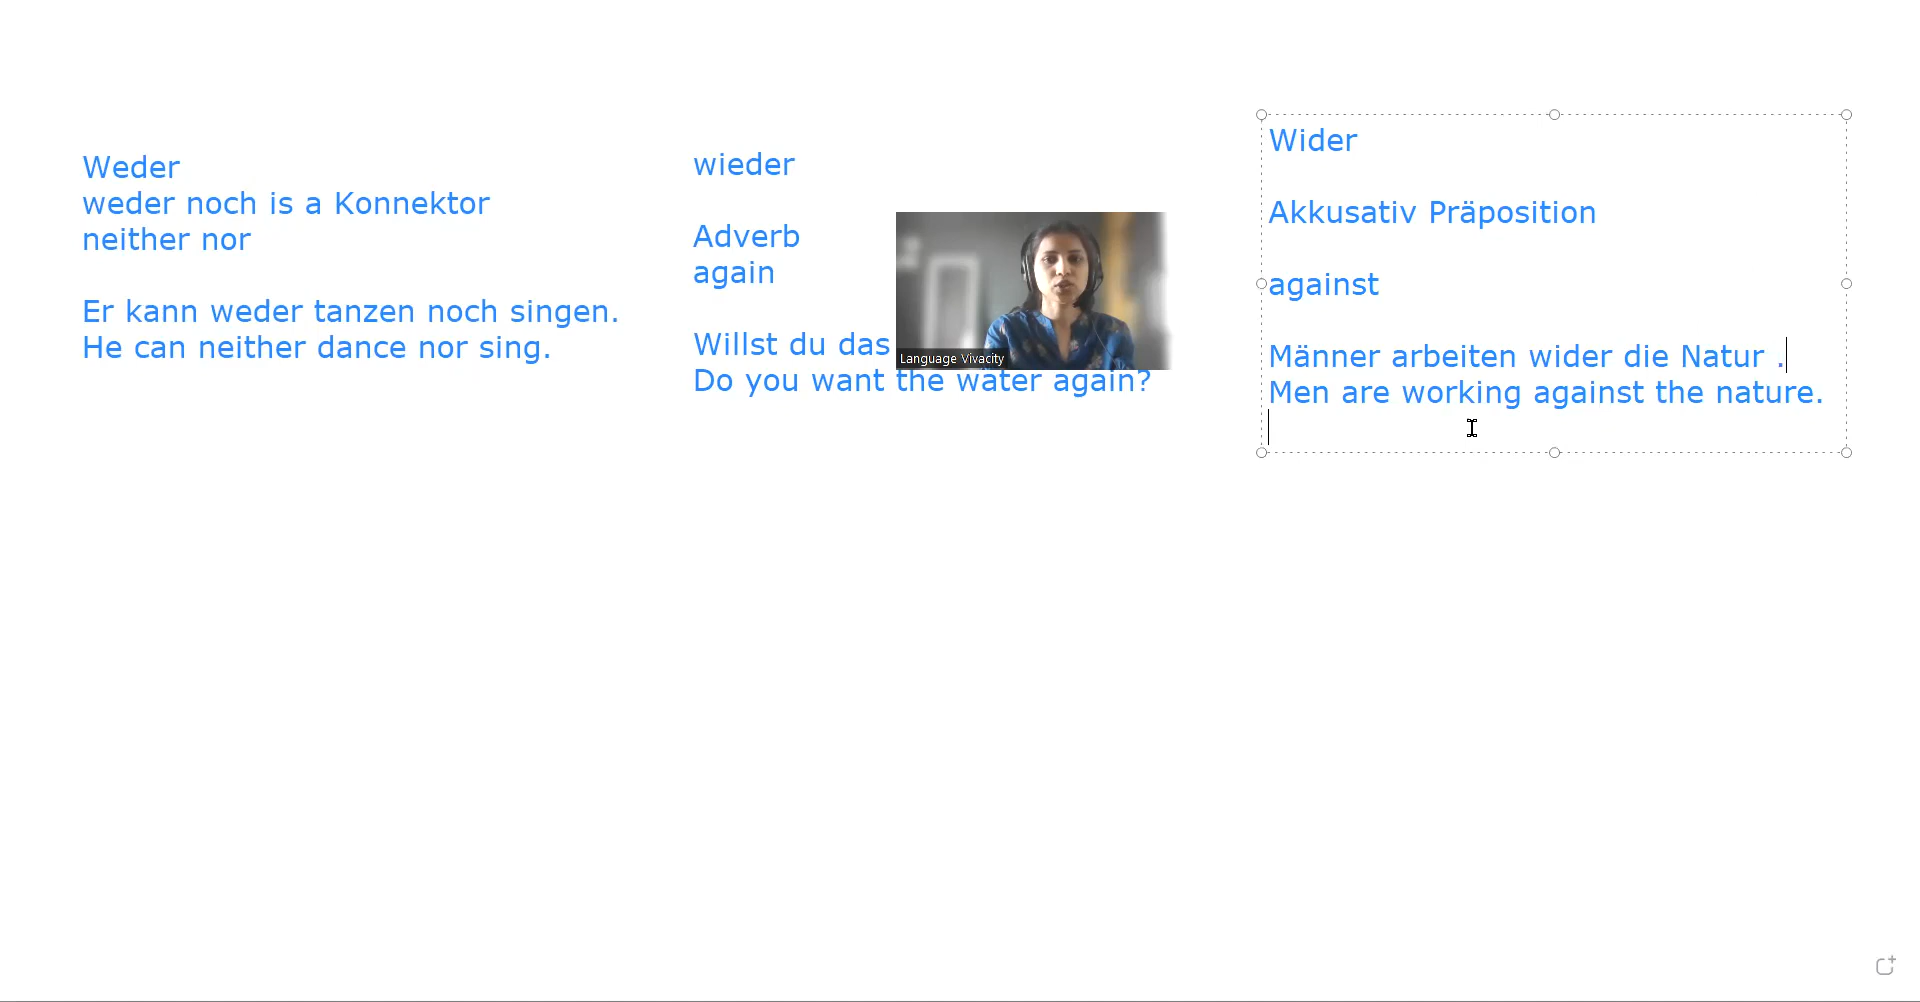 Weder
weder noch is a Konnektor
neither nor
Er kann weder tanzen noch singen.
He can neither dance nor sing.
wieder
Adverb
again
Willst du das
Do you want the water again?
Language Vivacity
Wider
Akkusativ Präposition
against
Männer arbeiten wider die Natur .
Men are working against the nature.